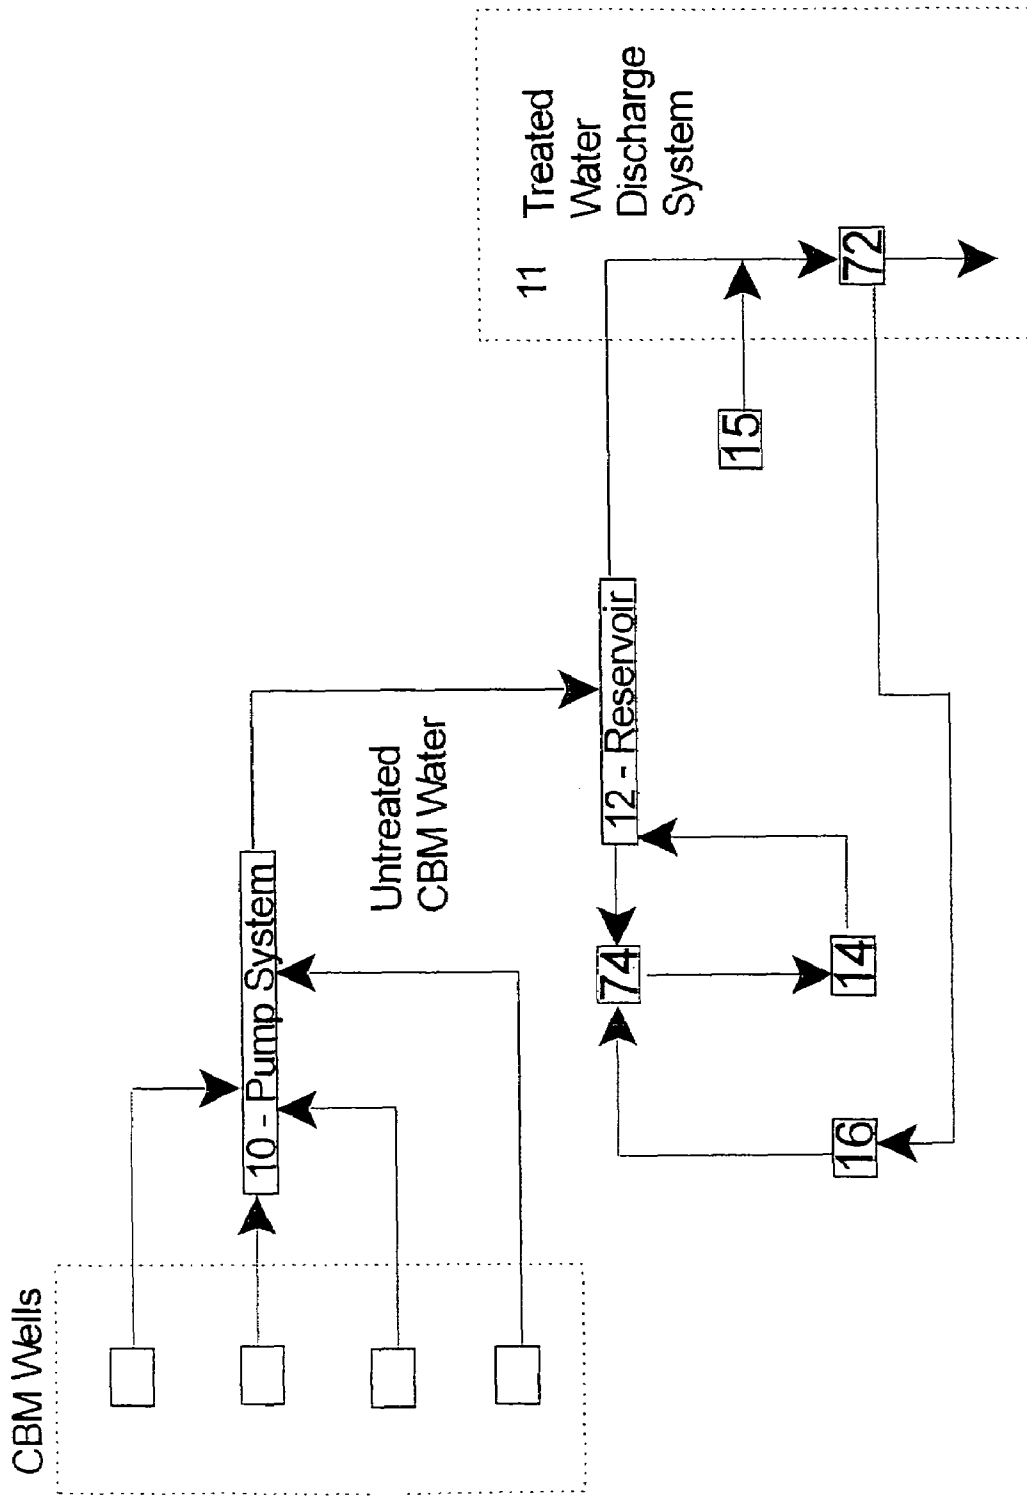 CBM Wells
10 - Pump System
Untreated
CBM Water
12 - Reservoir
74
14
16
15
11 Treated
Water
Discharge
System
72